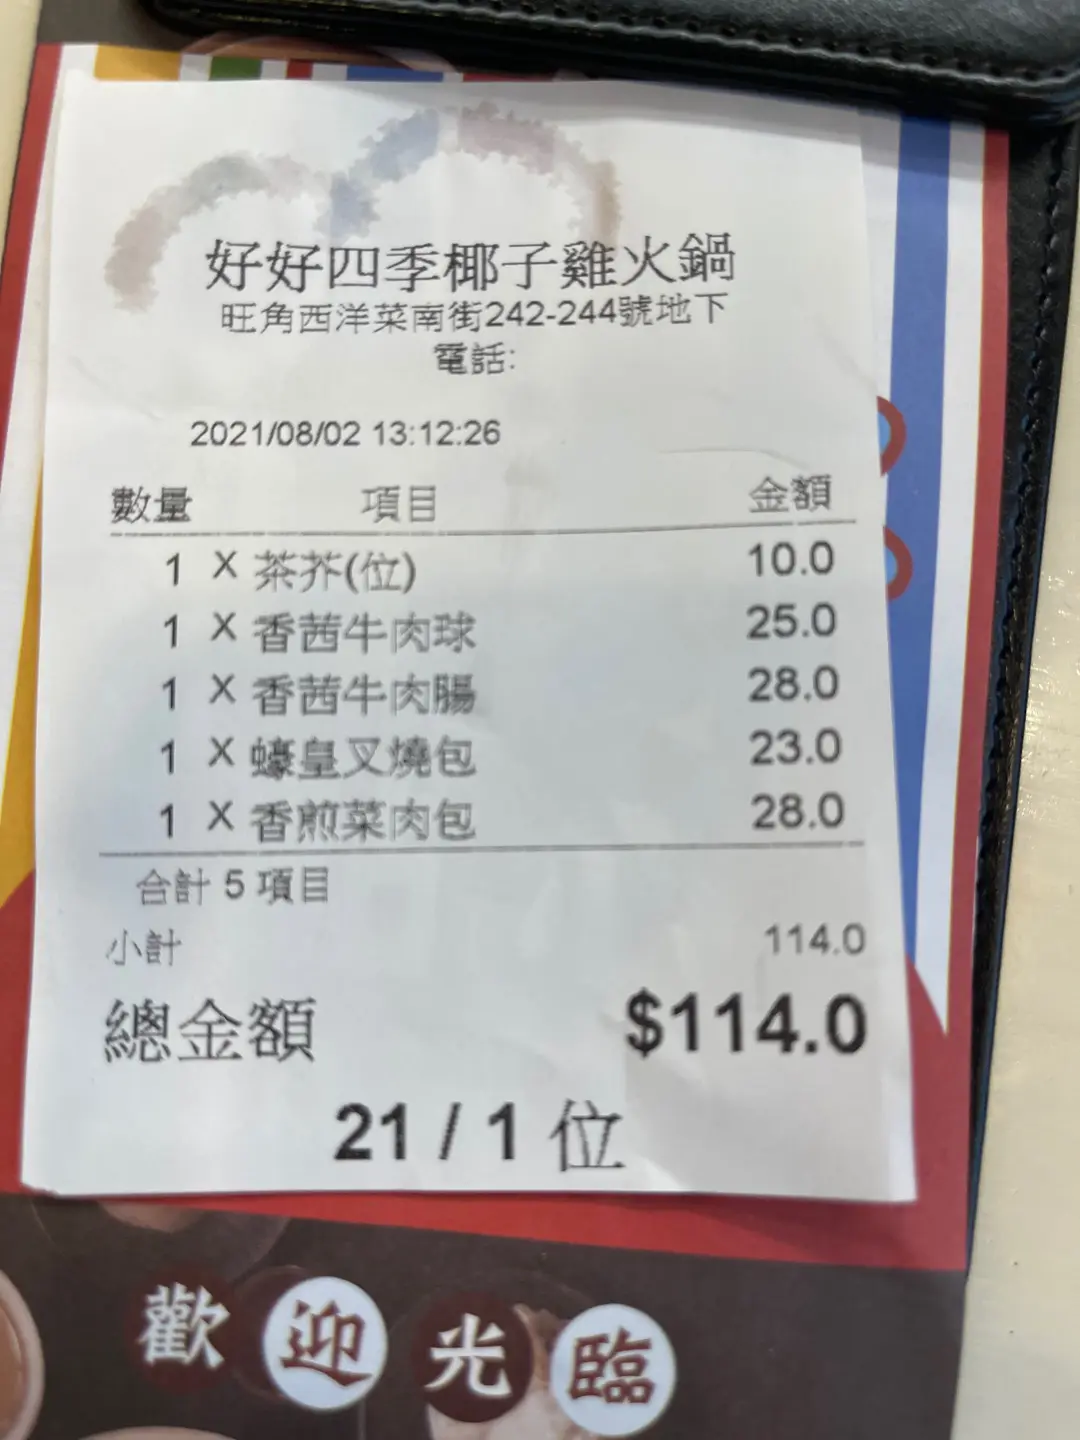 好好四季椰子雞火鍋
旺角西洋菜南街242-244號地下
電話:
2021/08/02 13:12:26
數量 項目 金額
1 X 茶芥(位) 10.0
1 X 香茜牛肉球 25.0
1 X 香茜牛肉腸 28.0
1 X 蠔皇叉燒包 23.0
1 X 香煎菜肉包 28.0
合計 5 項目
小計 114.0
總金額 $114.0
21 / 1 位
歡迎光臨